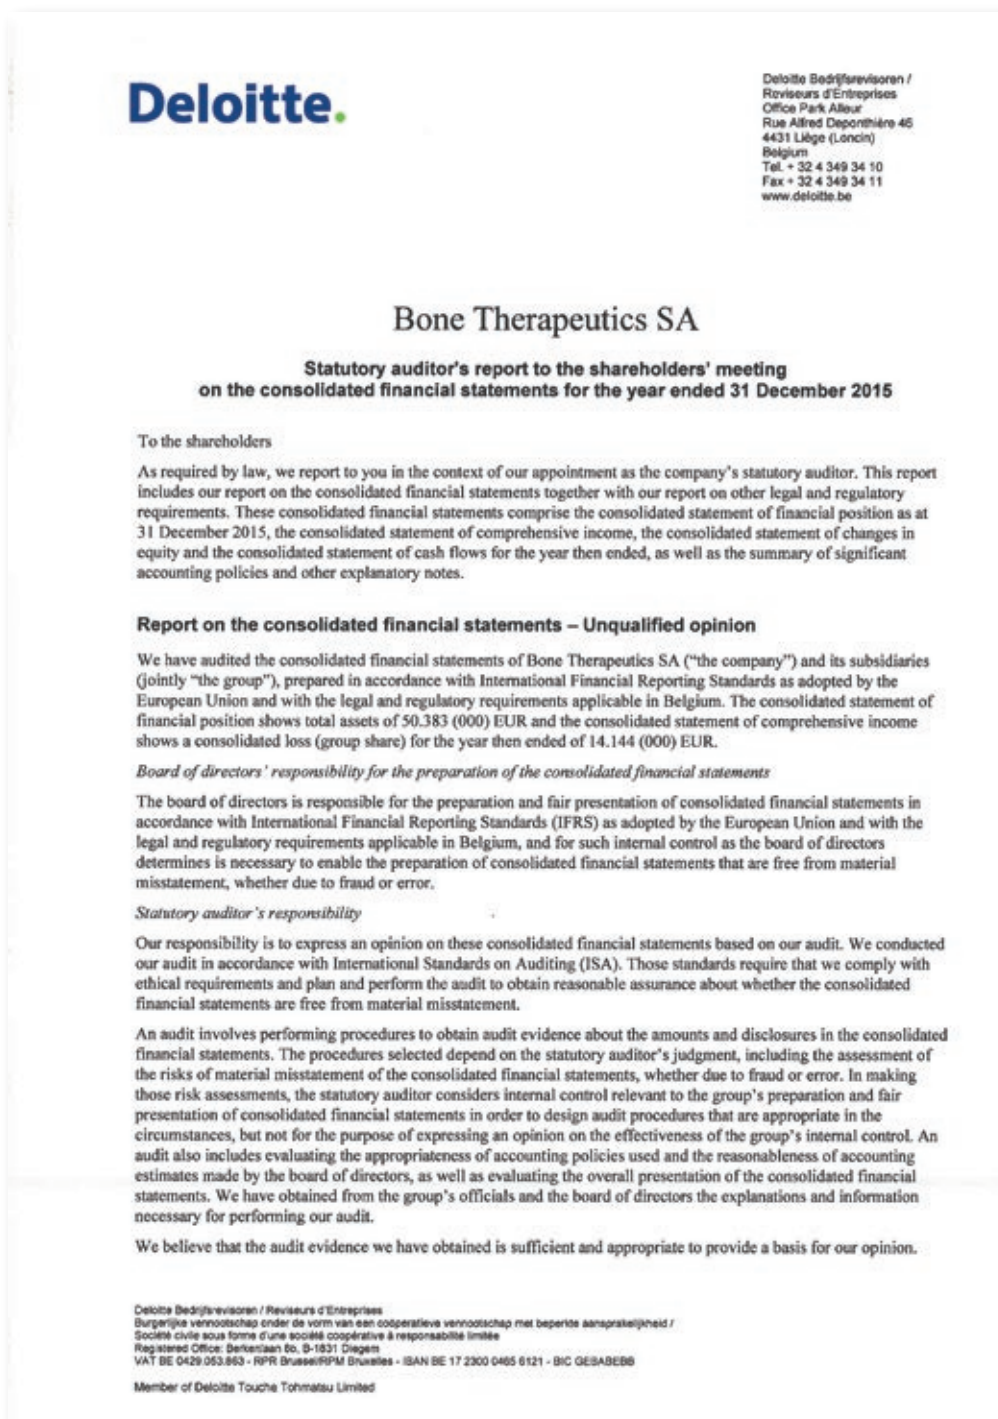 Deloitte.
Deloitte Bedrijfsrevisoren /
Reviseurs d'Entreprises
Office Park Alleur
Rue Alfred Deponthière 46
4431 Liège (Loncin)
Belgium
Tel. + 32 4 349 34 10
Fax + 32 4 349 34 11
www.deloitte.be
Bone Therapeutics SA
Statutory auditor's report to the shareholders' meeting
on the consolidated financial statements for the year ended 31 December 2015
To the shareholders
As required by law, we report to you in the context of our appointment as the company's statutory auditor. This report
includes our report on the consolidated financial statements together with our report on other legal and regulatory
requirements. These consolidated financial statements comprise the consolidated statement of financial position as at
31 December 2015, the consolidated statement of comprehensive income, the consolidated statement of changes in
equity and the consolidated statement of cash flows for the year then ended, as well as the summary of significant
accounting policies and other explanatory notes.
Report on the consolidated financial statements – Unqualified opinion
We have audited the consolidated financial statements of Bone Therapeutics SA (“the company”) and its subsidiaries
(jointly “the group”), prepared in accordance with International Financial Reporting Standards as adopted by the
European Union and with the legal and regulatory requirements applicable in Belgium. The consolidated statement of
financial position shows total assets of 50.383 (000) EUR and the consolidated statement of comprehensive income
shows a consolidated loss (group share) for the year then ended of 14.144 (000) EUR.
Board of directors' responsibility for the preparation of the consolidated financial statements
The board of directors is responsible for the preparation and fair presentation of consolidated financial statements in
accordance with International Financial Reporting Standards (IFRS) as adopted by the European Union and with the
legal and regulatory requirements applicable in Belgium, and for such internal control as the board of directors
determines is necessary to enable the preparation of consolidated financial statements that are free from material
misstatement, whether due to fraud or error.
Statutory auditor's responsibility
Our responsibility is to express an opinion on these consolidated financial statements based on our audit. We conducted
our audit in accordance with International Standards on Auditing (ISA). Those standards require that we comply with
ethical requirements and plan and perform the audit to obtain reasonable assurance about whether the consolidated
financial statements are free from material misstatement.
An audit involves performing procedures to obtain audit evidence about the amounts and disclosures in the consolidated
financial statements. The procedures selected depend on the statutory auditor's judgment, including the assessment of
the risks of material misstatement of the consolidated financial statements, whether due to fraud or error. In making
those risk assessments, the statutory auditor considers internal control relevant to the group's preparation and fair
presentation of consolidated financial statements in order to design audit procedures that are appropriate in the
circumstances, but not for the purpose of expressing an opinion on the effectiveness of the group's internal control. An
audit also includes evaluating the appropriateness of accounting policies used and the reasonableness of accounting
estimates made by the board of directors, as well as evaluating the overall presentation of the consolidated financial
statements. We have obtained from the group's officials and the board of directors the explanations and information
necessary for performing our audit.
We believe that the audit evidence we have obtained is sufficient and appropriate to provide a basis for our opinion.
Deloitte Bedrijfsrevisoren / Reviseurs d'Entreprises
Burgerlijke vennootschap onder de vorm van een coöperatieve vennootschap met beperkte aansprakelijkheid /
Société civile sous forme d'une société coopérative à responsabilité limitée
Registered Office: Berkenlaan 8b, B-1831 Diegem
VAT BE 0429.053.863 - RPR Brussel/RPM Bruxelles - IBAN BE 17 2300 0465 6121 - BIC GEBABEBB
Member of Deloitte Touche Tohmatsu Limited